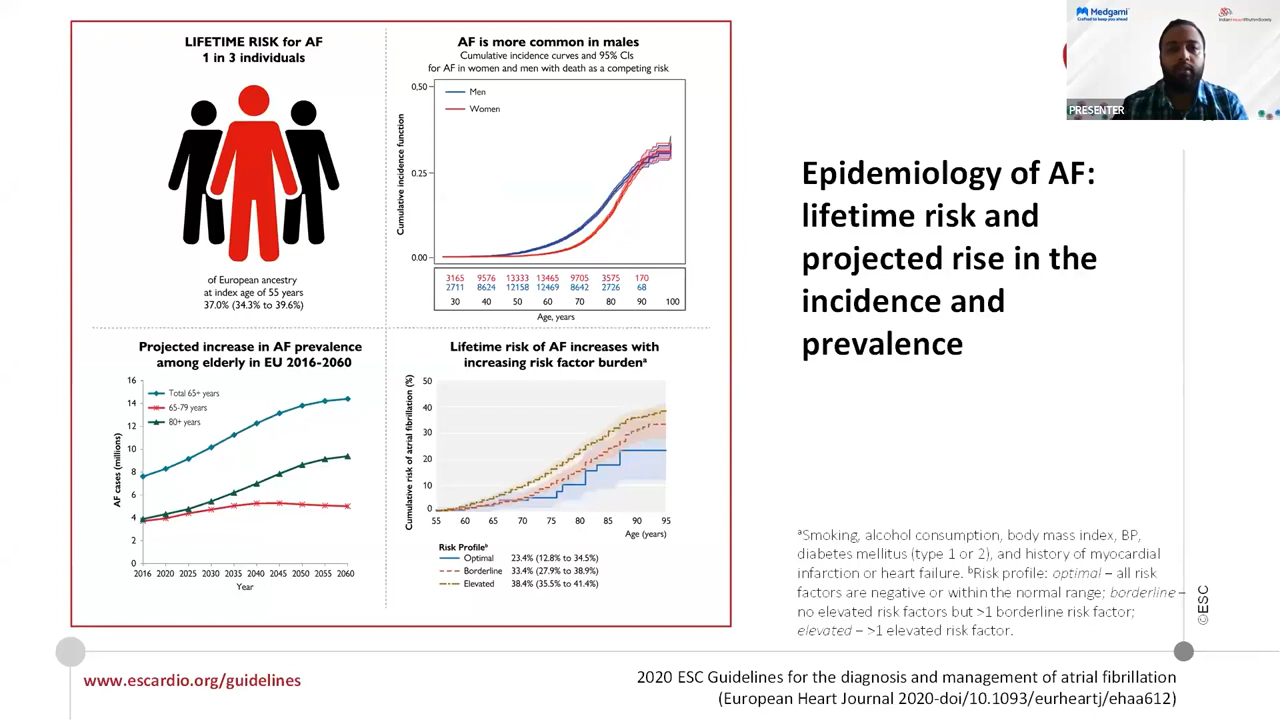 LIFETIME RISK for AF
1 in 3 individuals
of European ancestry
at index age of 55 years
37.0% (34.3% to 39.6%)
AF is more common in males
Cumulative incidence curves and 95% CIs
for AF in women and men with death as a competing risk
Cumulative incidence function
0.50
0.25
0.00
Men
Women
3165 9576 13333 13465 9705 3575 170
2711 8624 12158 12469 8642 2726 68
30 40 50 60 70 80 90 100
Age, years
Projected increase in AF prevalence
among elderly in EU 2016-2060
AF cases (millions)
16
14
12
10
8
6
4
2
0
Total 65+ years
65-79 years
80+ years
2016 2020 2025 2030 2035 2040 2045 2050 2055 2060
Year
Lifetime risk of AF increases with
increasing risk factor burdenᵃ
Cumulative risk of atrial fibrillation (%)
50
40
30
20
10
0
55 60 65 70 75 80 85 90 95
Age (years)
Risk Profileᵇ
Optimal 23.4% (12.8% to 34.5%)
Borderline 33.4% (27.9% to 38.9%)
Elevated 38.4% (35.5% to 41.4%)
Medgami
Crafted to keep you ahead
PRESENTER
Epidemiology of AF:
lifetime risk and
projected rise in the
incidence and
prevalence
ᵃSmoking, alcohol consumption, body mass index, BP,
diabetes mellitus (type 1 or 2), and history of myocardial
infarction or heart failure. ᵇRisk profile: optimal – all risk
factors are negative or within the normal range; borderline –
no elevated risk factors but >1 borderline risk factor;
elevated – >1 elevated risk factor.
©ESC
www.escardio.org/guidelines
2020 ESC Guidelines for the diagnosis and management of atrial fibrillation
(European Heart Journal 2020-doi/10.1093/eurheartj/ehaa612)